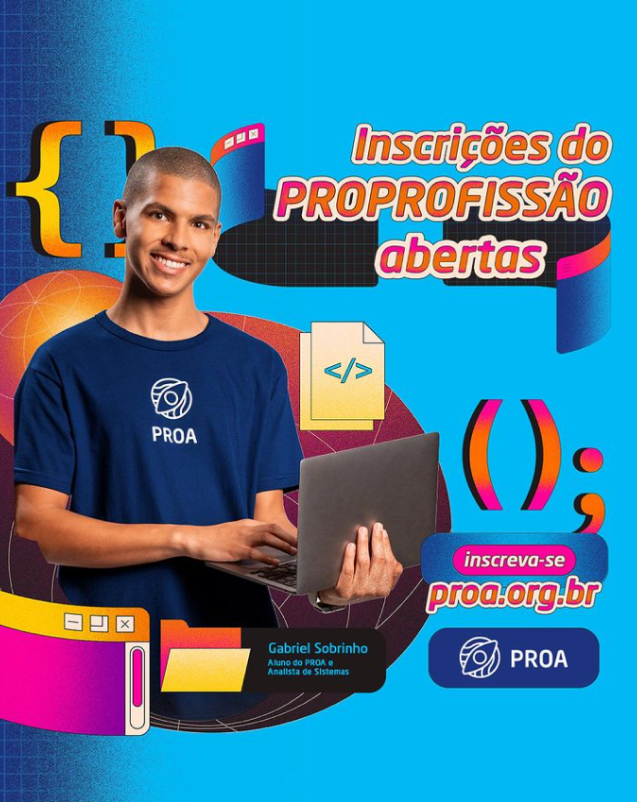 { }
Inscrições do
PROPROFISSÃO
abertas
</>
PROA
( );
inscreva-se
proa.org.br
Gabriel Sobrinho
Aluno do PROA e
Analista de Sistemas
PROA